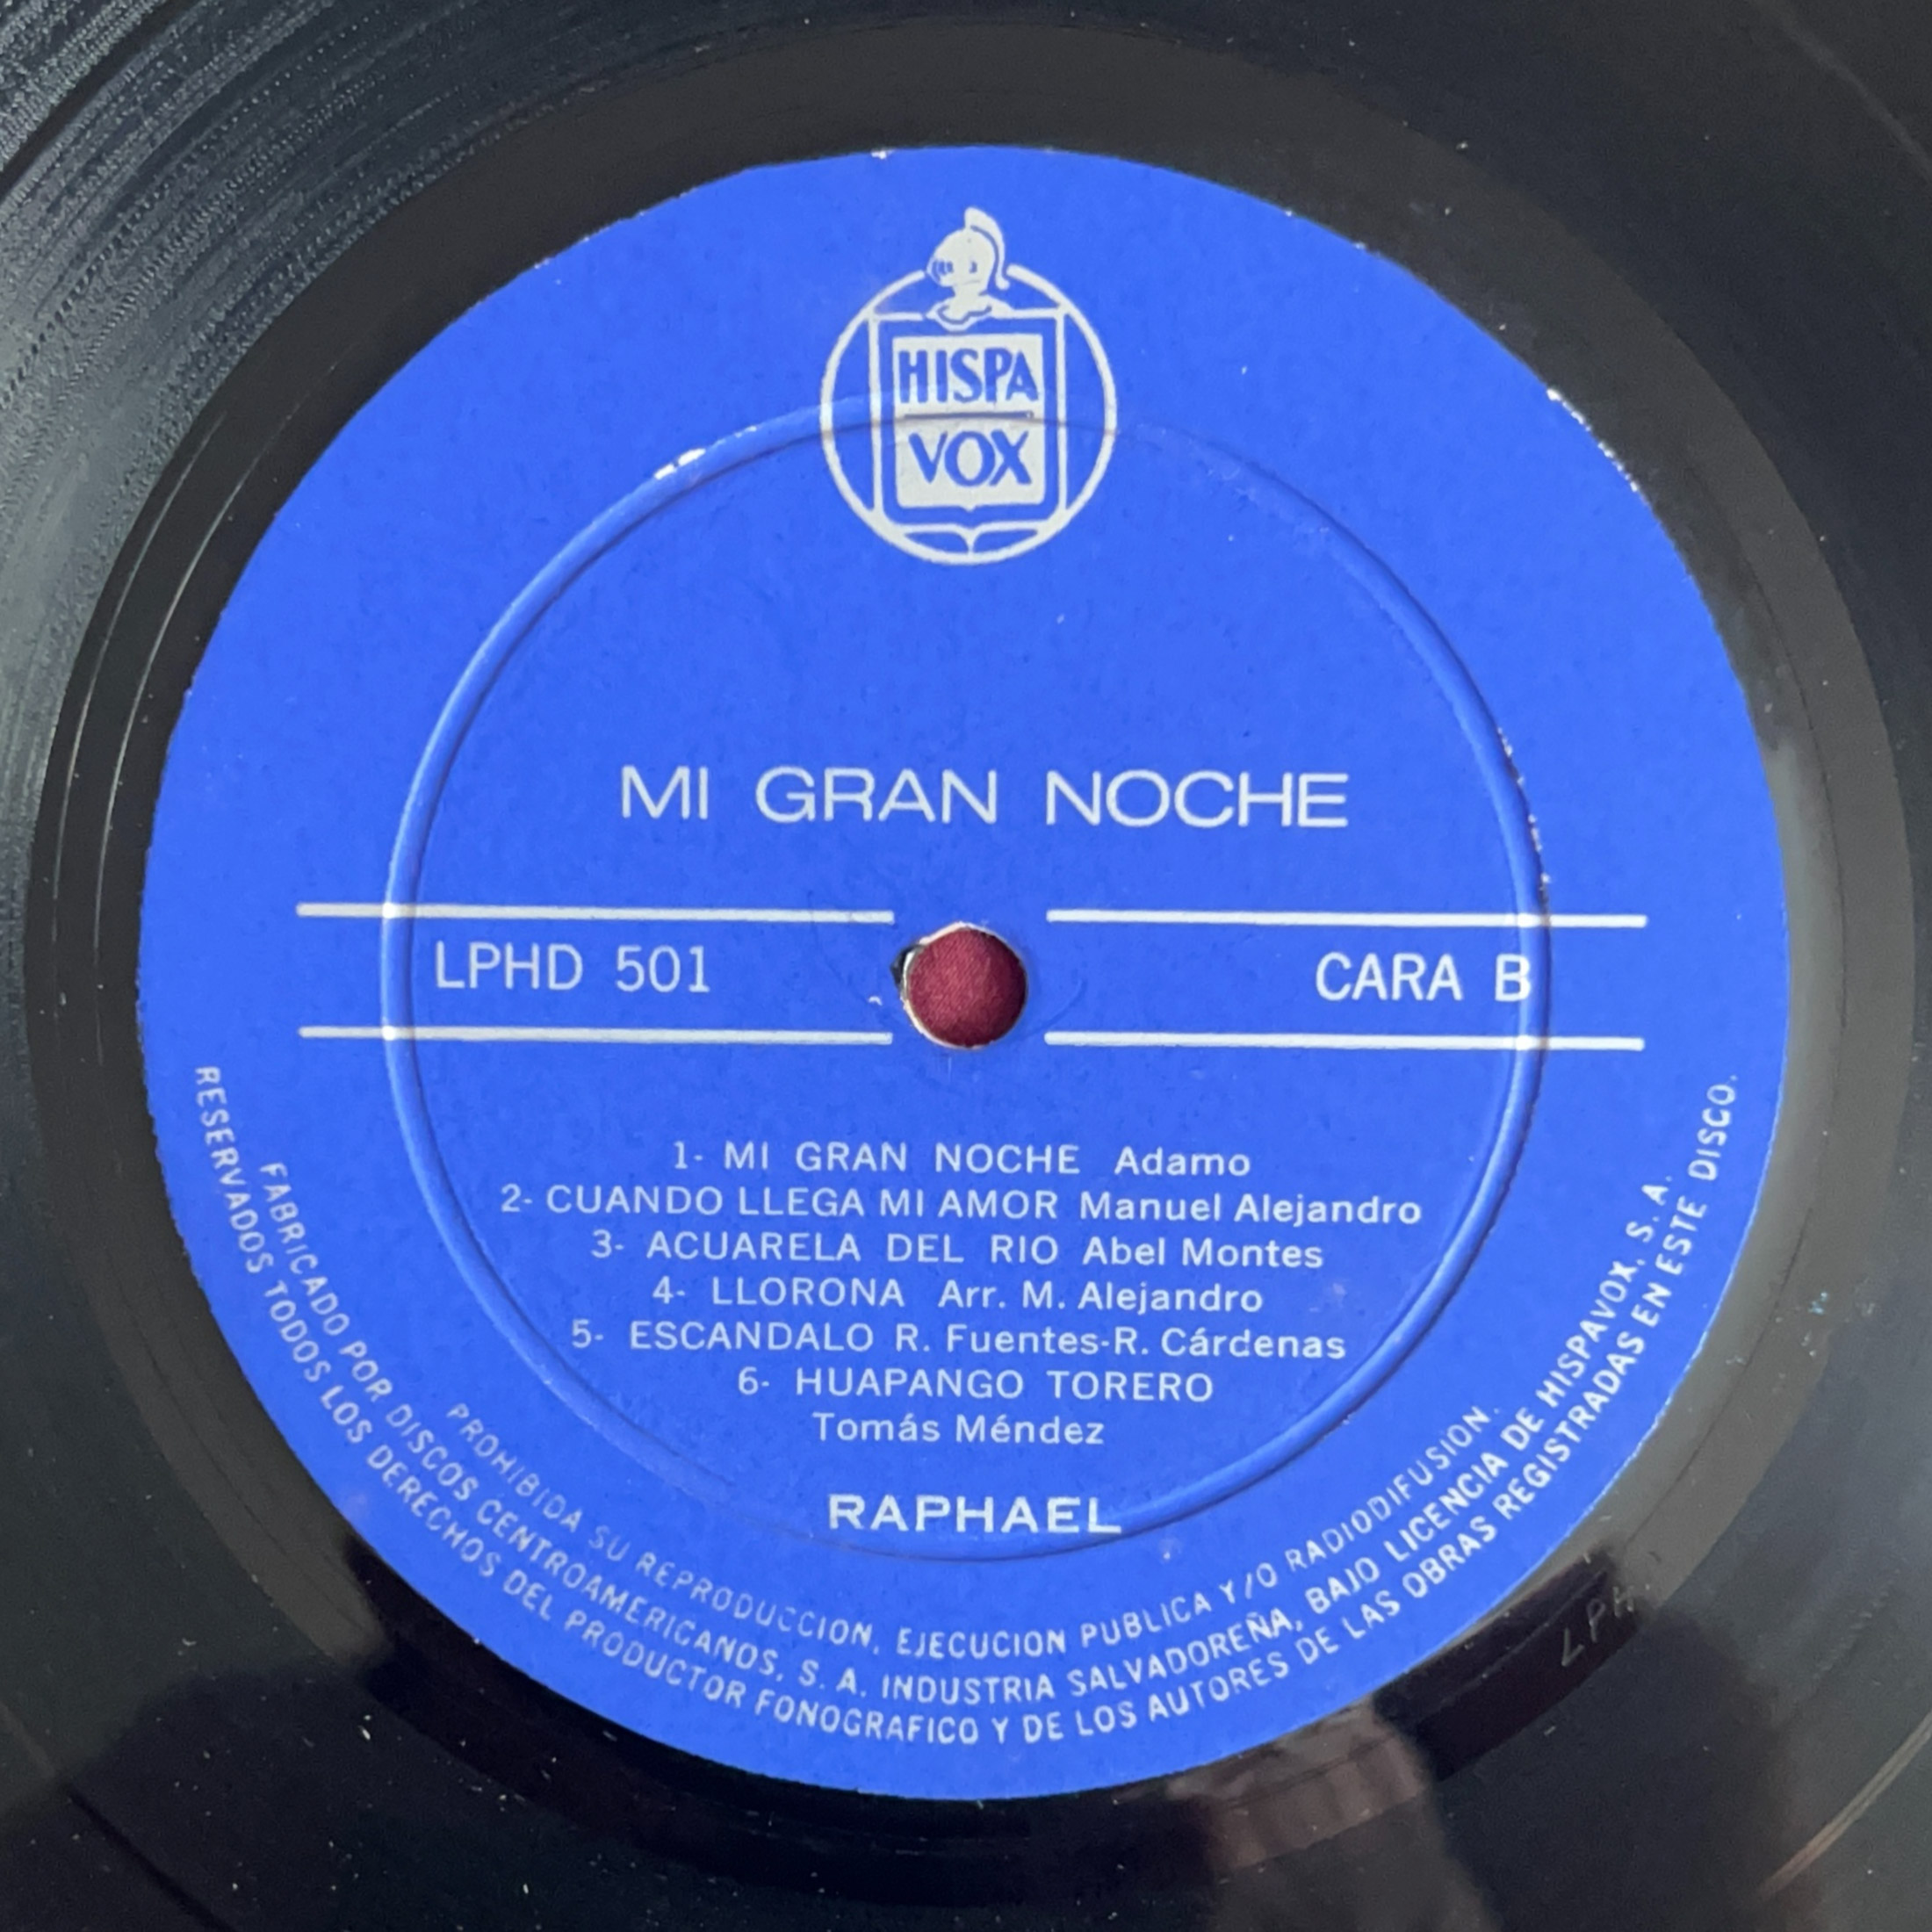 HISPA
VOX
MI GRAN NOCHE
LPHD 501
CARA B
1- MI GRAN NOCHE Adamo
2- CUANDO LLEGA MI AMOR Manuel Alejandro
3- ACUARELA DEL RIO Abel Montes
4- LLORONA Arr. M. Alejandro
5- ESCANDALO R. Fuentes-R. Cárdenas
6- HUAPANGO TORERO
Tomás Méndez
RAPHAEL
PROHIBIDA SU REPRODUCCION, EJECUCION PUBLICA Y/O RADIODIFUSION.
FABRICADO POR DISCOS CENTROAMERICANOS, S. A. INDUSTRIA SALVADOREÑA, BAJO LICENCIA DE HISPAVOX, S. A.
RESERVADOS TODOS LOS DERECHOS DEL PRODUCTOR FONOGRAFICO Y DE LOS AUTORES DE LAS OBRAS REGISTRADAS EN ESTE DISCO.
LPH